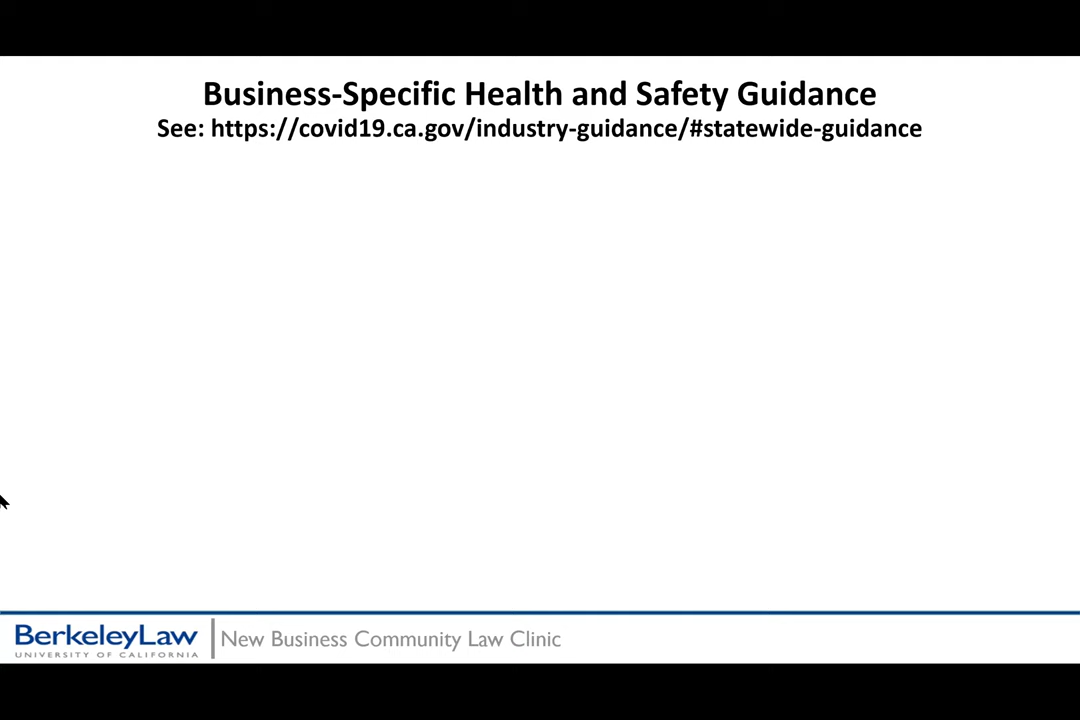 Business-Specific Health and Safety Guidance
See: https://covid19.ca.gov/industry-guidance/#statewide-guidance
BerkeleyLaw
UNIVERSITY OF CALIFORNIA
New Business Community Law Clinic